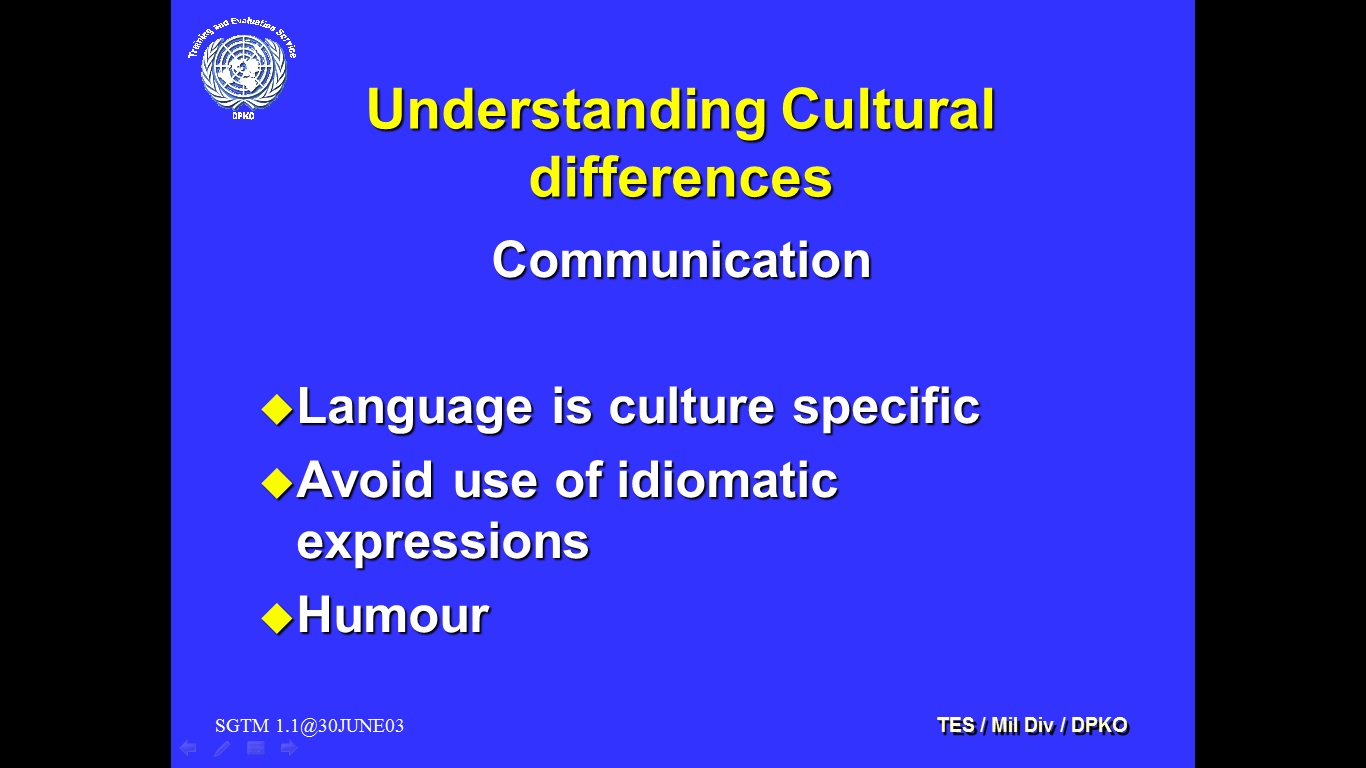 Training and Evaluation Service
DPKO
Understanding Cultural
differences
Communication
Language is culture specific
Avoid use of idiomatic
expressions
Humour
SGTM 1.1@30JUNE03
TES / Mil Div / DPKO